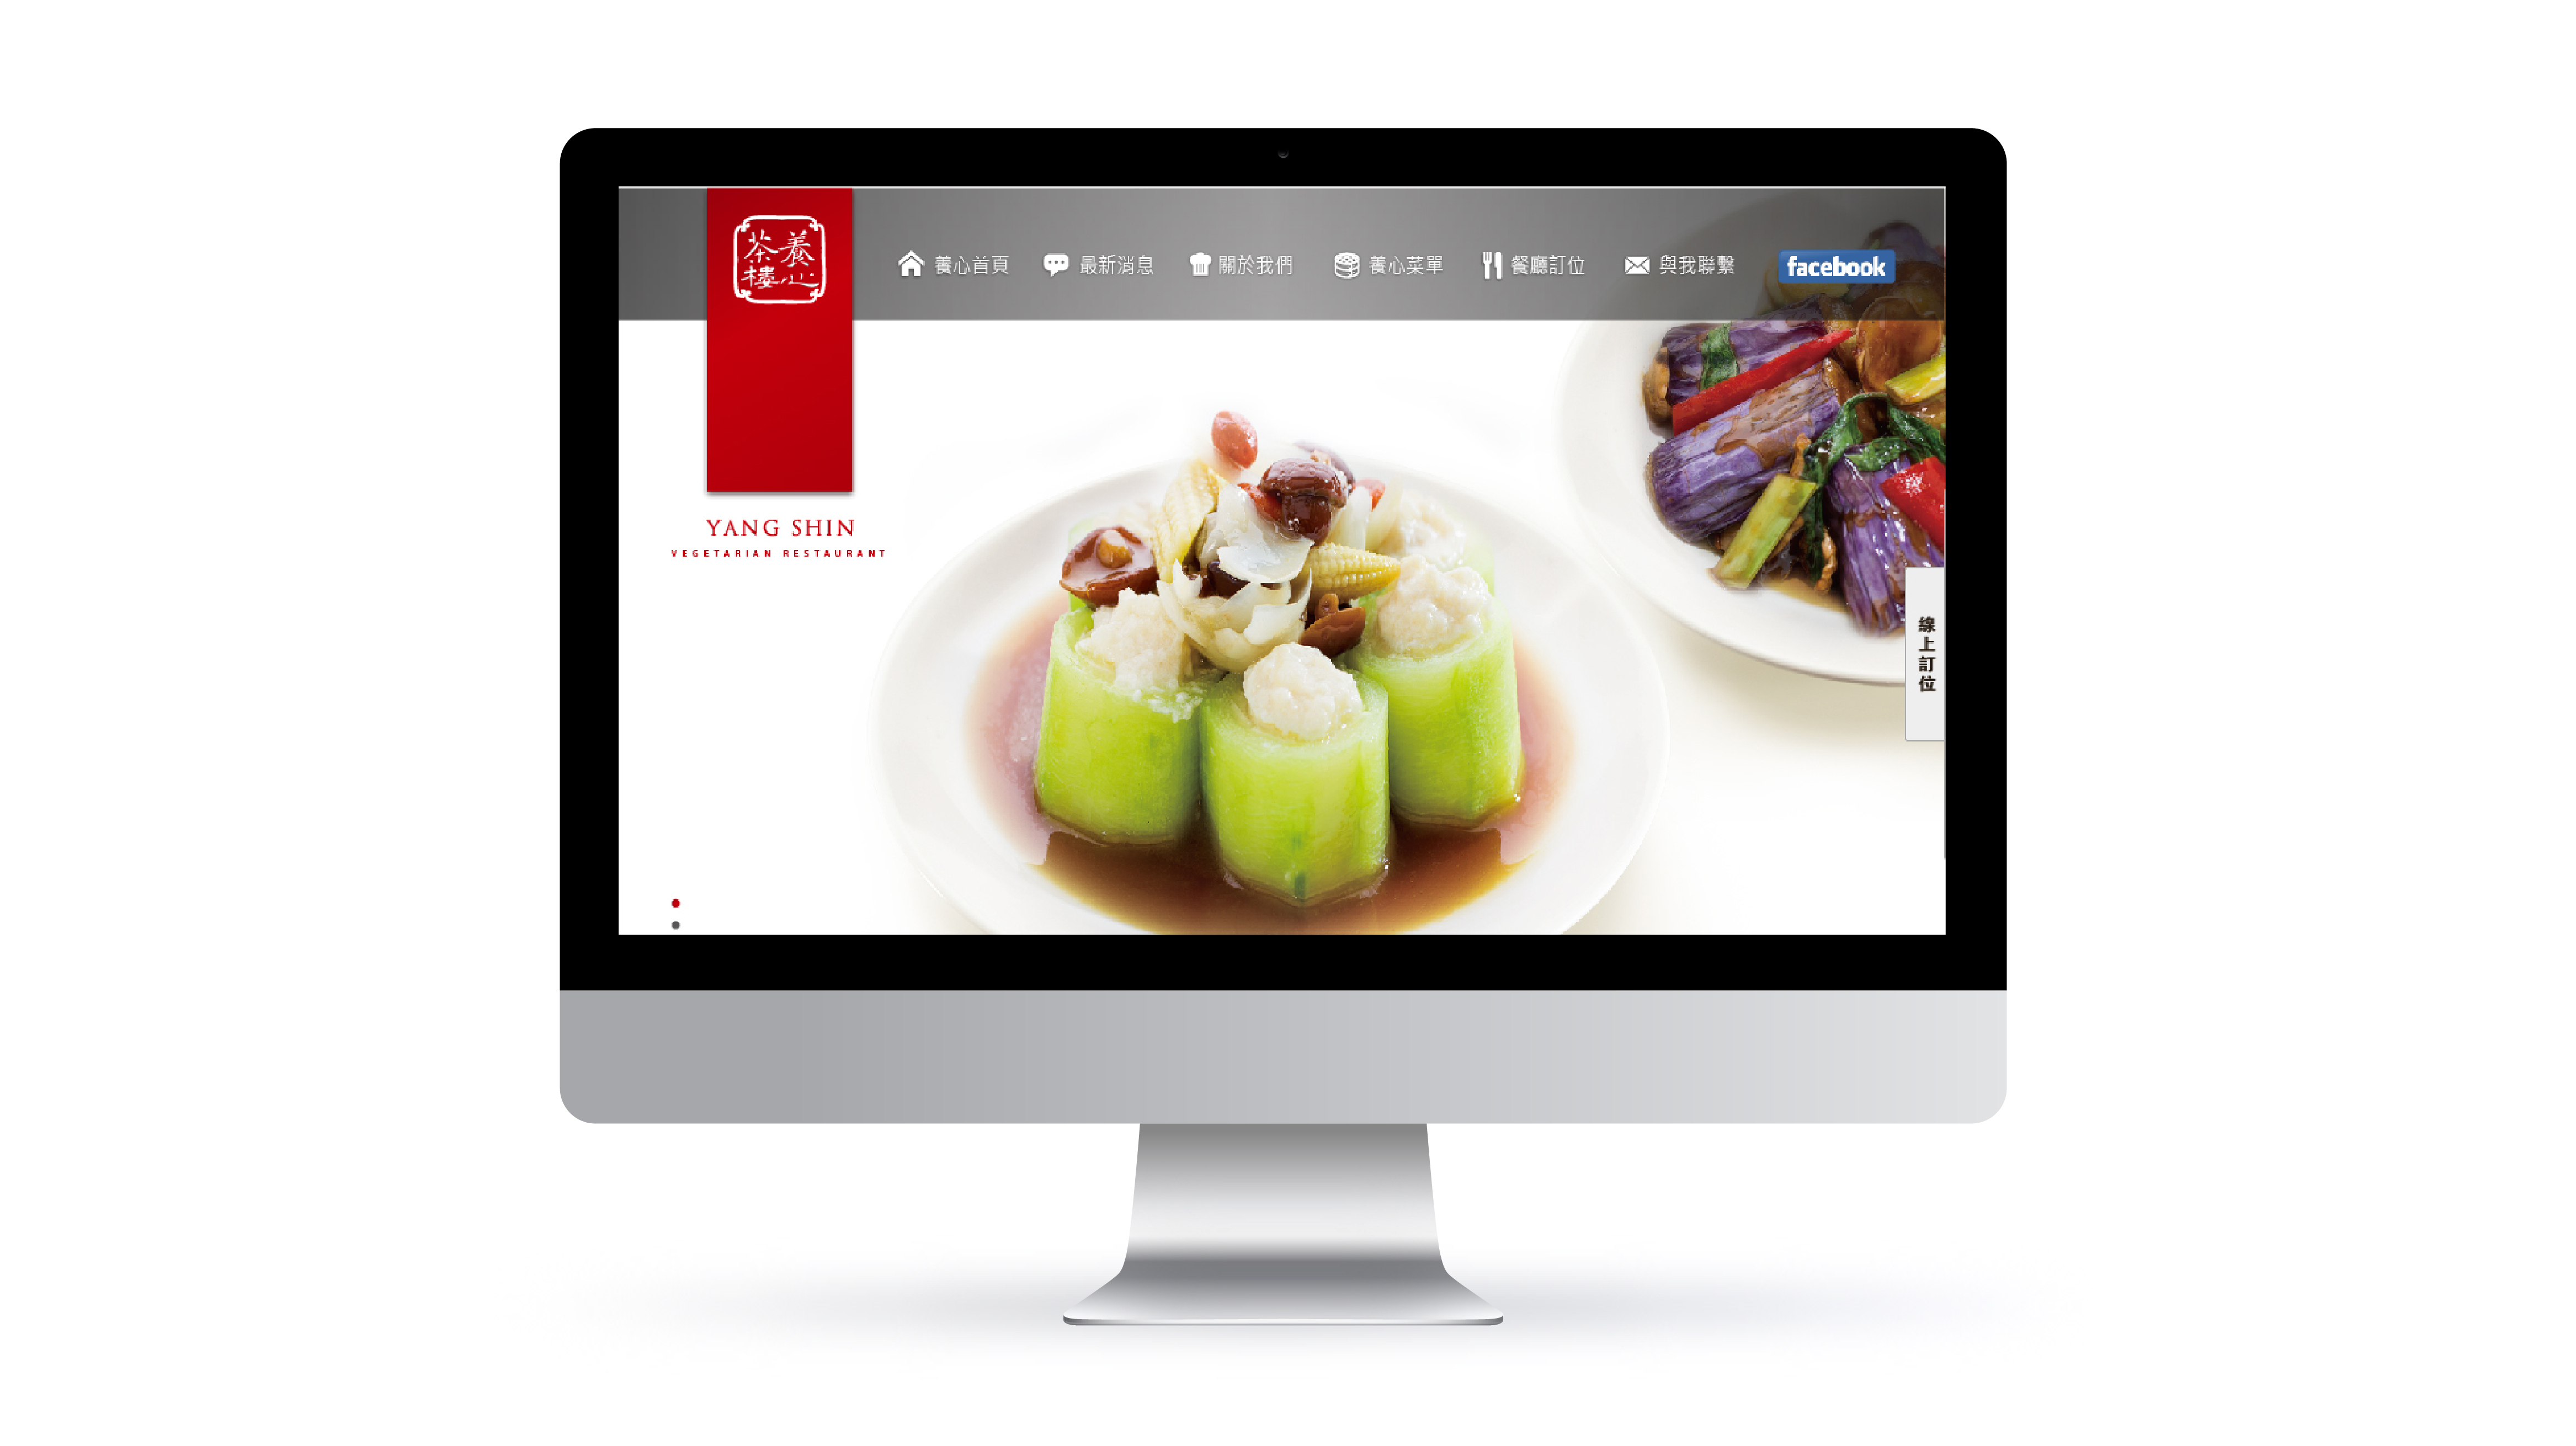 養心茶樓
養心首頁 最新消息 關於我們 養心菜單 餐廳訂位 與我聯繫 facebook
YANG SHIN
VEGETARIAN RESTAURANT
線上訂位